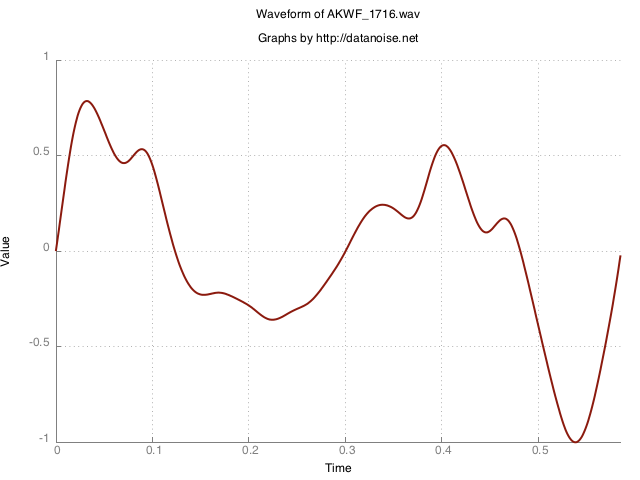 Waveform of AKWF_1716.wav
Graphs by http://datanoise.net
1
0.5
0
-0.5
-1
Value
0 0.1 0.2 0.3 0.4 0.5
Time